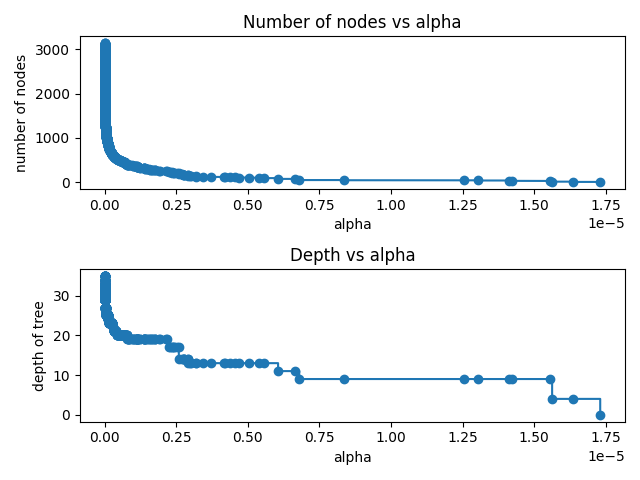 Number of nodes vs alpha
3000
2000
1000
0
number of nodes
0.00 0.25 0.50 0.75 1.00 1.25 1.50 1.75
1e−5
alpha
Depth vs alpha
30
20
10
0
depth of tree
0.00 0.25 0.50 0.75 1.00 1.25 1.50 1.75
1e−5
alpha